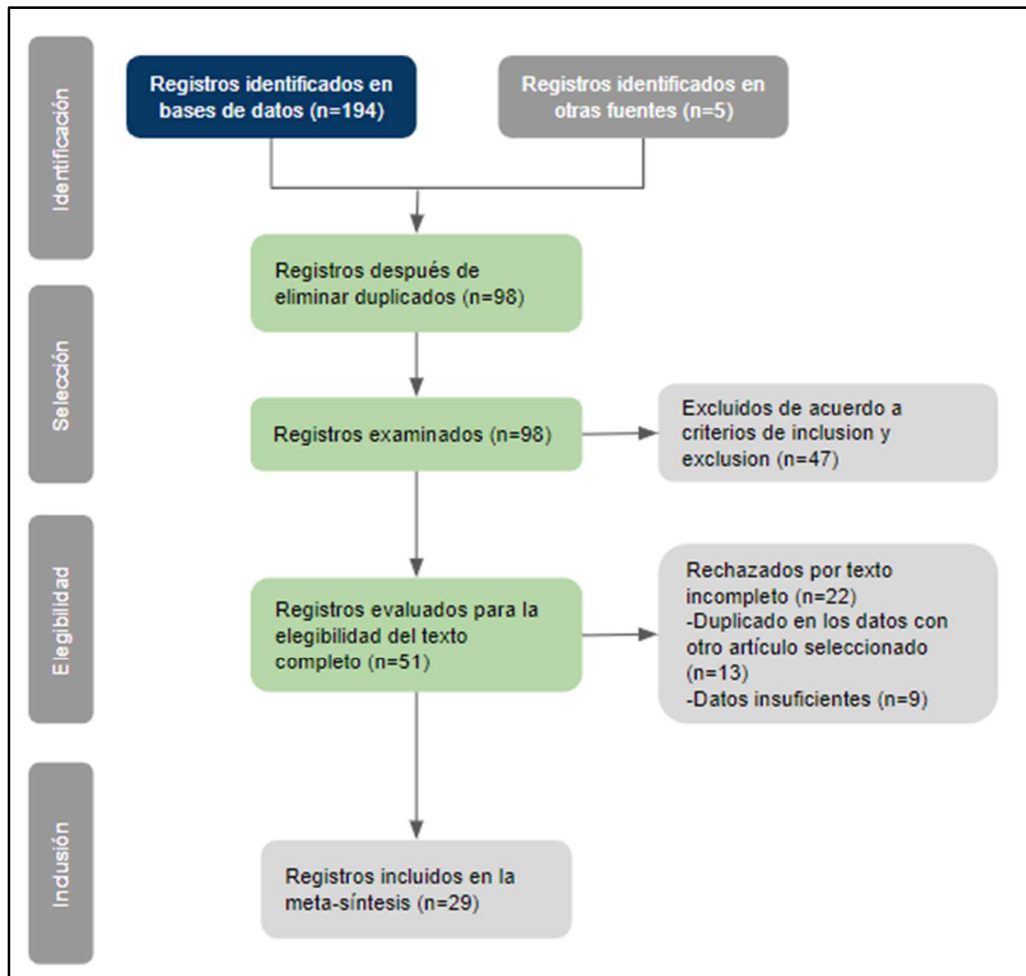 Identificación
Registros identificados en
bases de datos (n=194)
Registros identificados en
otras fuentes (n=5)
Registros después de
eliminar duplicados (n=98)
Selección
Registros examinados (n=98)
Excluidos de acuerdo a
criterios de inclusion y
exclusion (n=47)
Elegibilidad
Registros evaluados para la
elegibilidad del texto
completo (n=51)
Rechazados por texto
incompleto (n=22)
-Duplicado en los datos con
otro artículo seleccionado
(n=13)
-Datos insuficientes (n=9)
Inclusión
Registros incluidos en la
meta-síntesis (n=29)